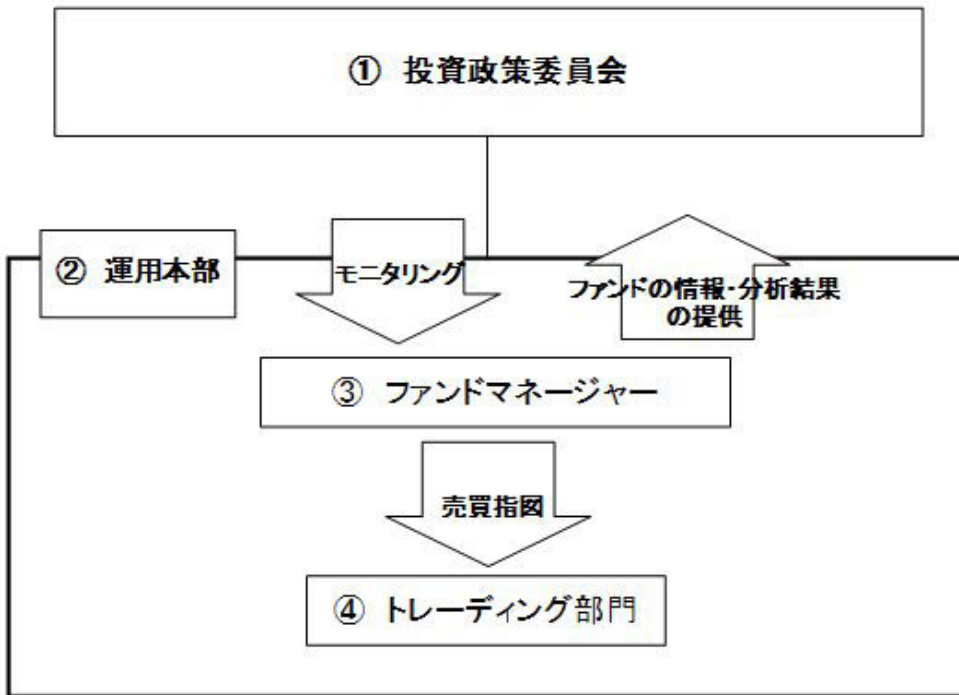 ① 投資政策委員会
② 運用本部
モニタリング
ファンドの情報・分析結果
の提供
③ ファンドマネージャー
売買指図
④ トレーディング部門